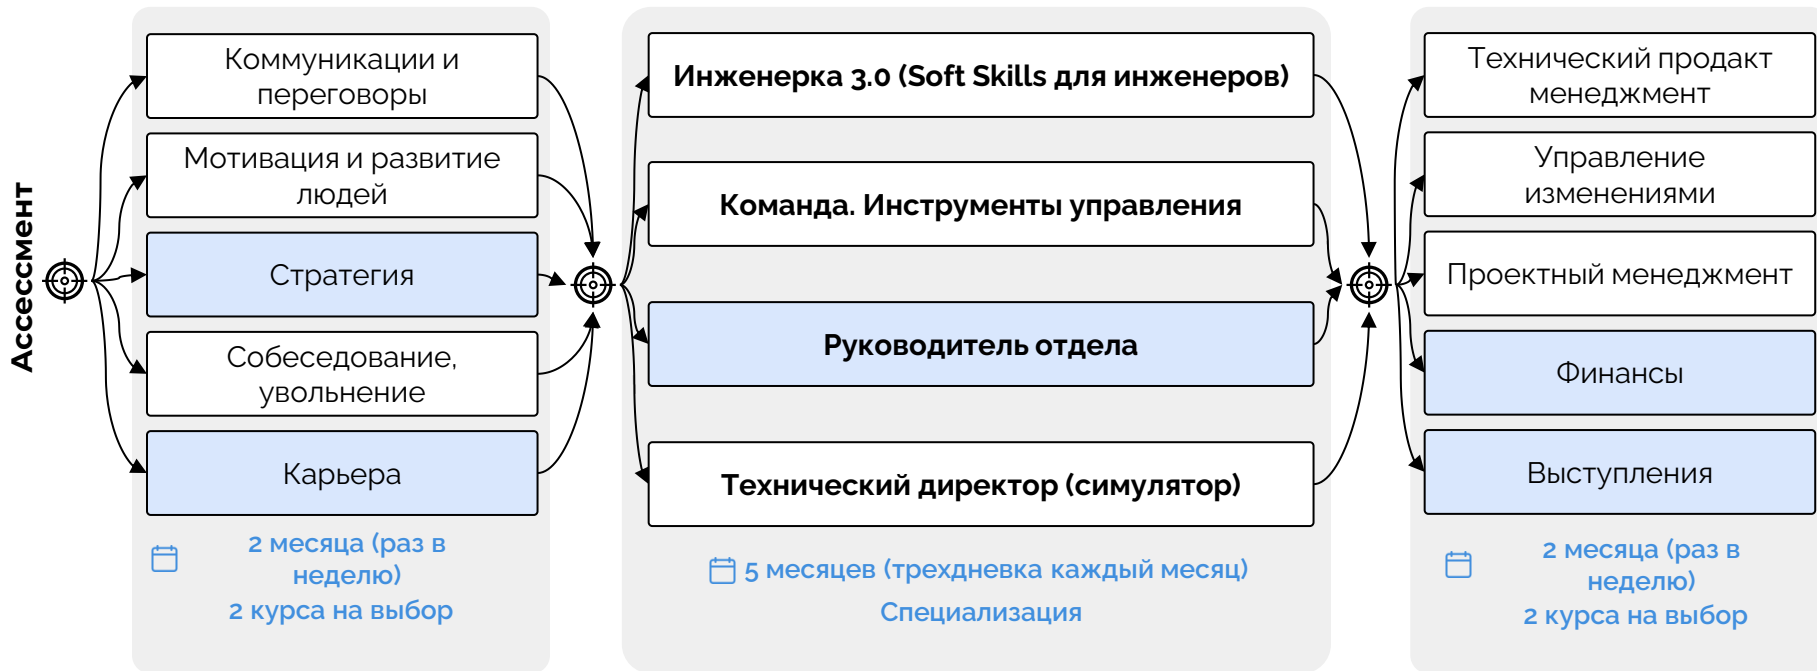 Ассессмент
Коммуникации и
переговоры
Мотивация и развитие
людей
Стратегия
Собеседование,
увольнение
Карьера
2 месяца (раз в
неделю)
2 курса на выбор
Инженерка 3.0 (Soft Skills для инженеров)
Команда. Инструменты управления
Руководитель отдела
Технический директор (симулятор)
5 месяцев (трехдневка каждый месяц)
Специализация
Технический продакт
менеджмент
Управление
изменениями
Проектный менеджмент
Финансы
Выступления
2 месяца (раз в
неделю)
2 курса на выбор